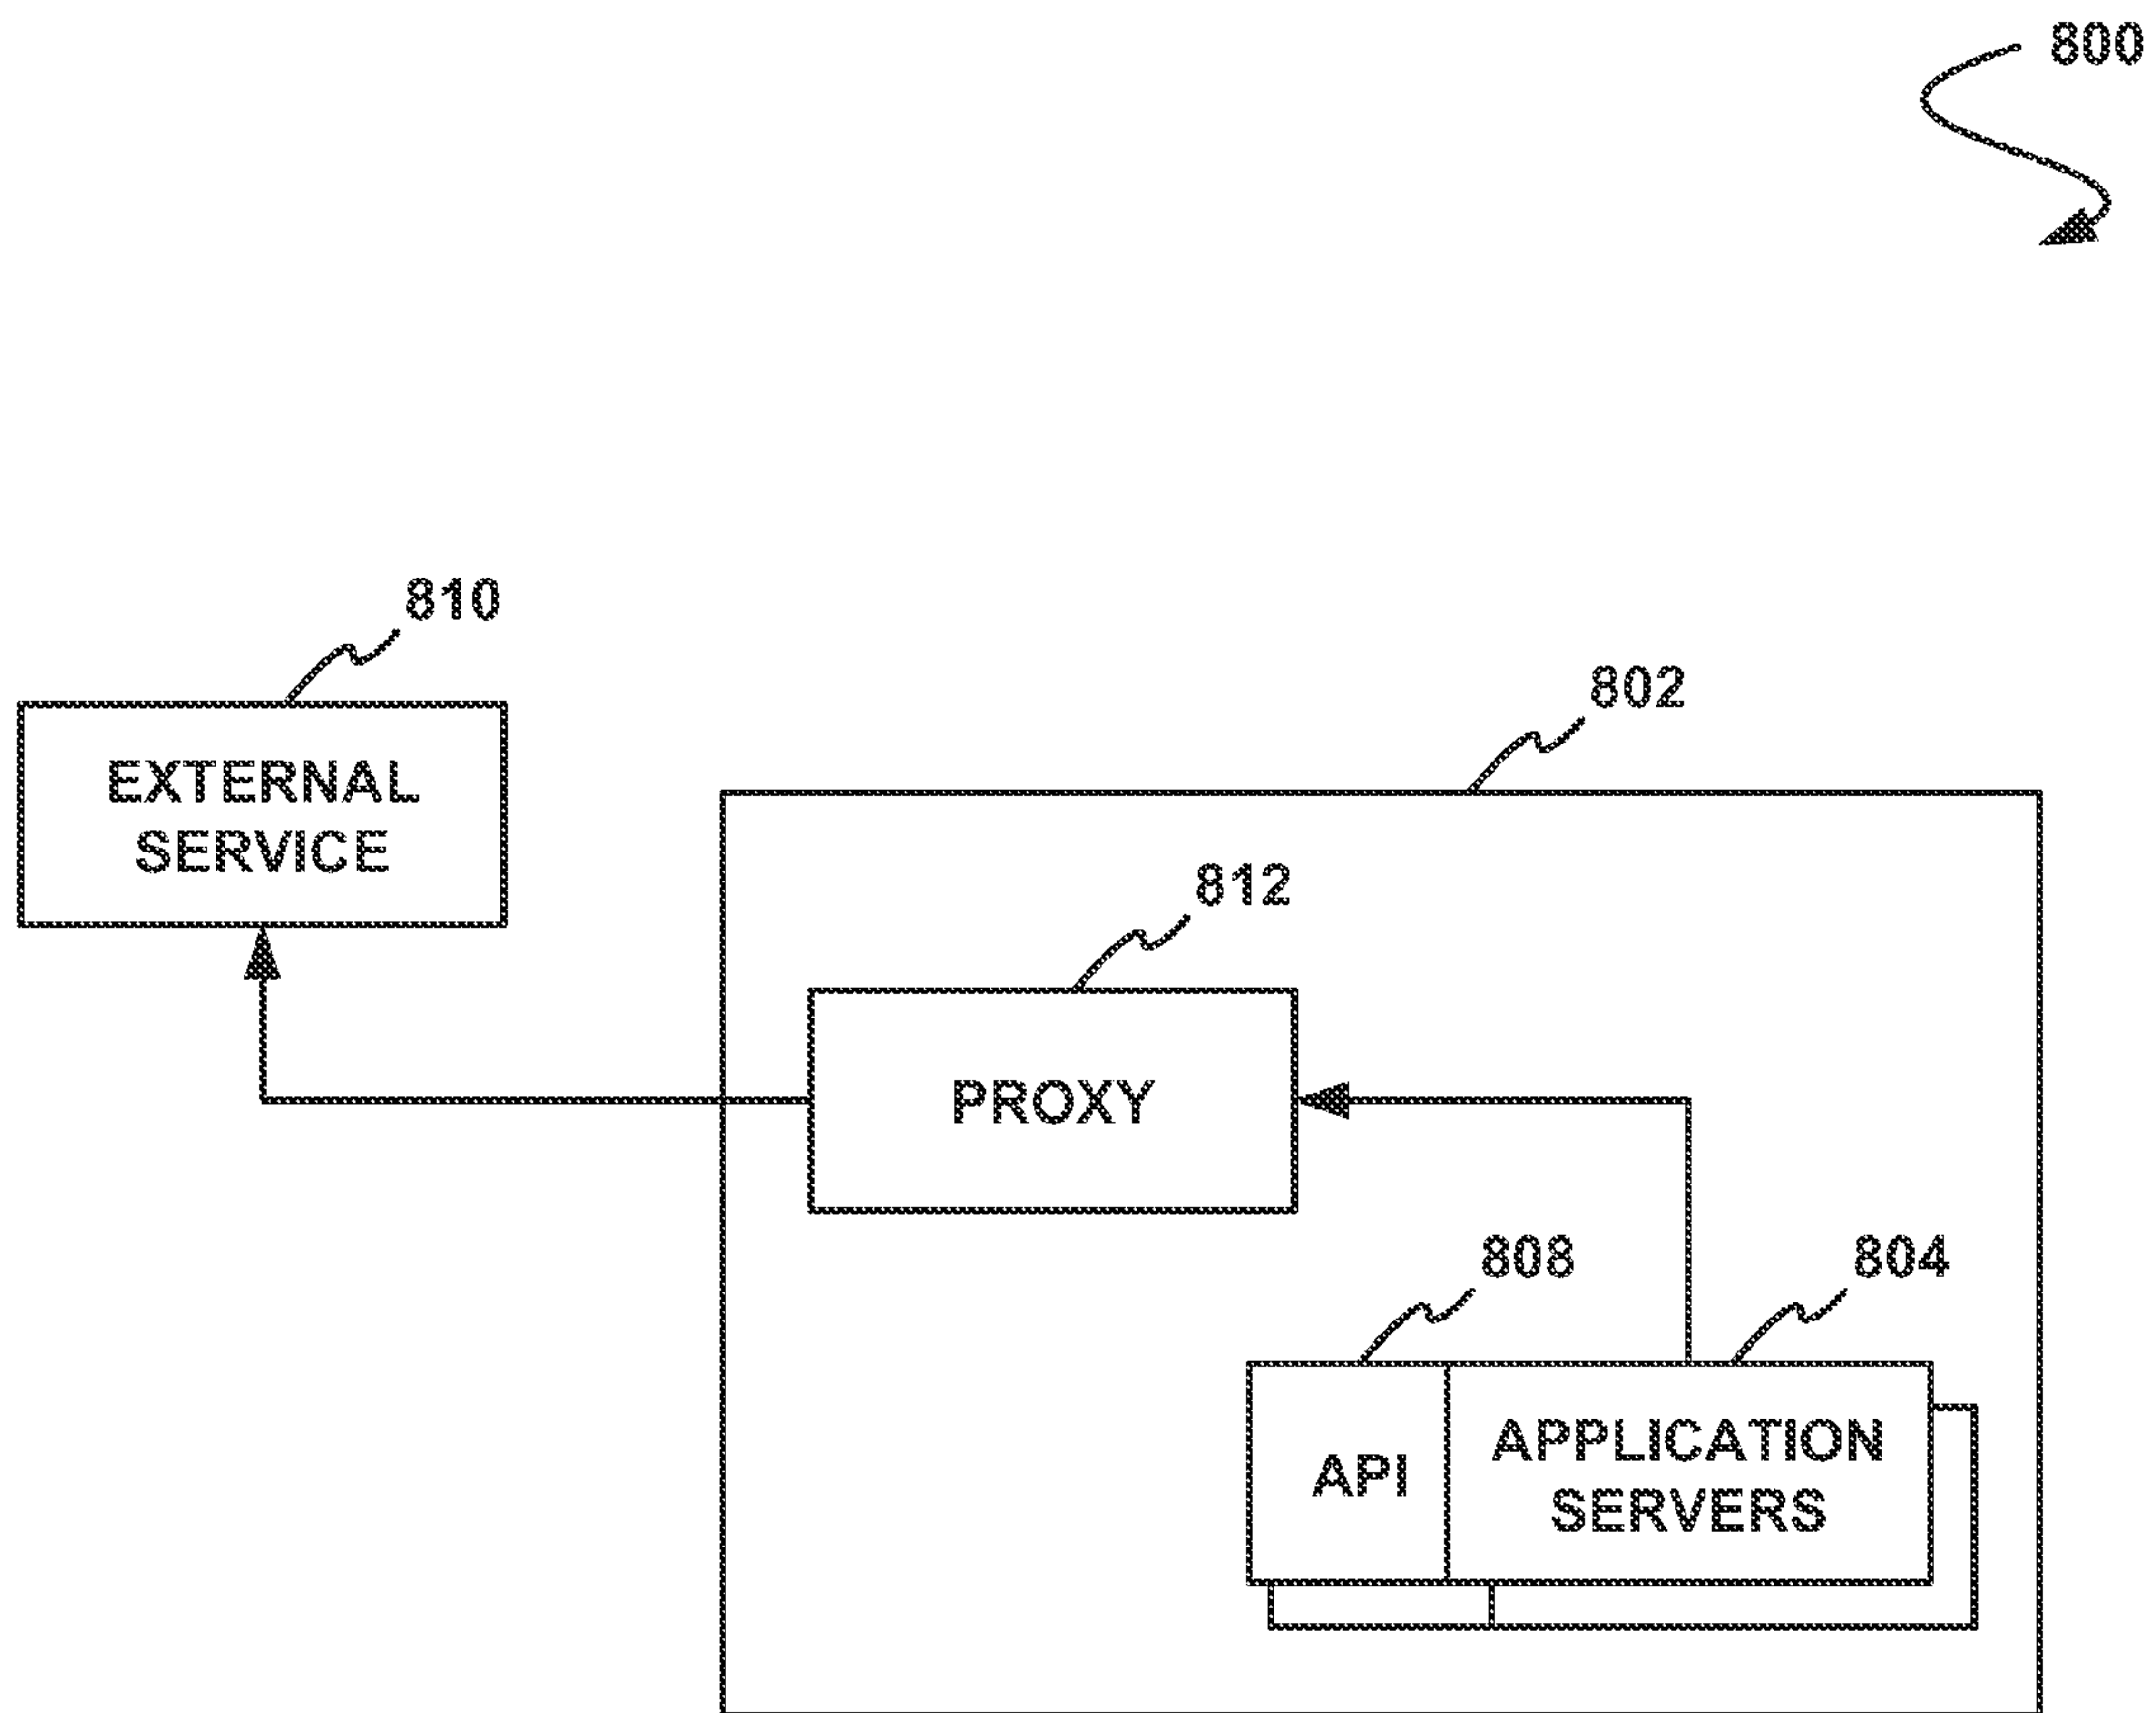 800
810
802
EXTERNAL
SERVICE
812
PROXY
808
804
API
APPLICATION
SERVERS